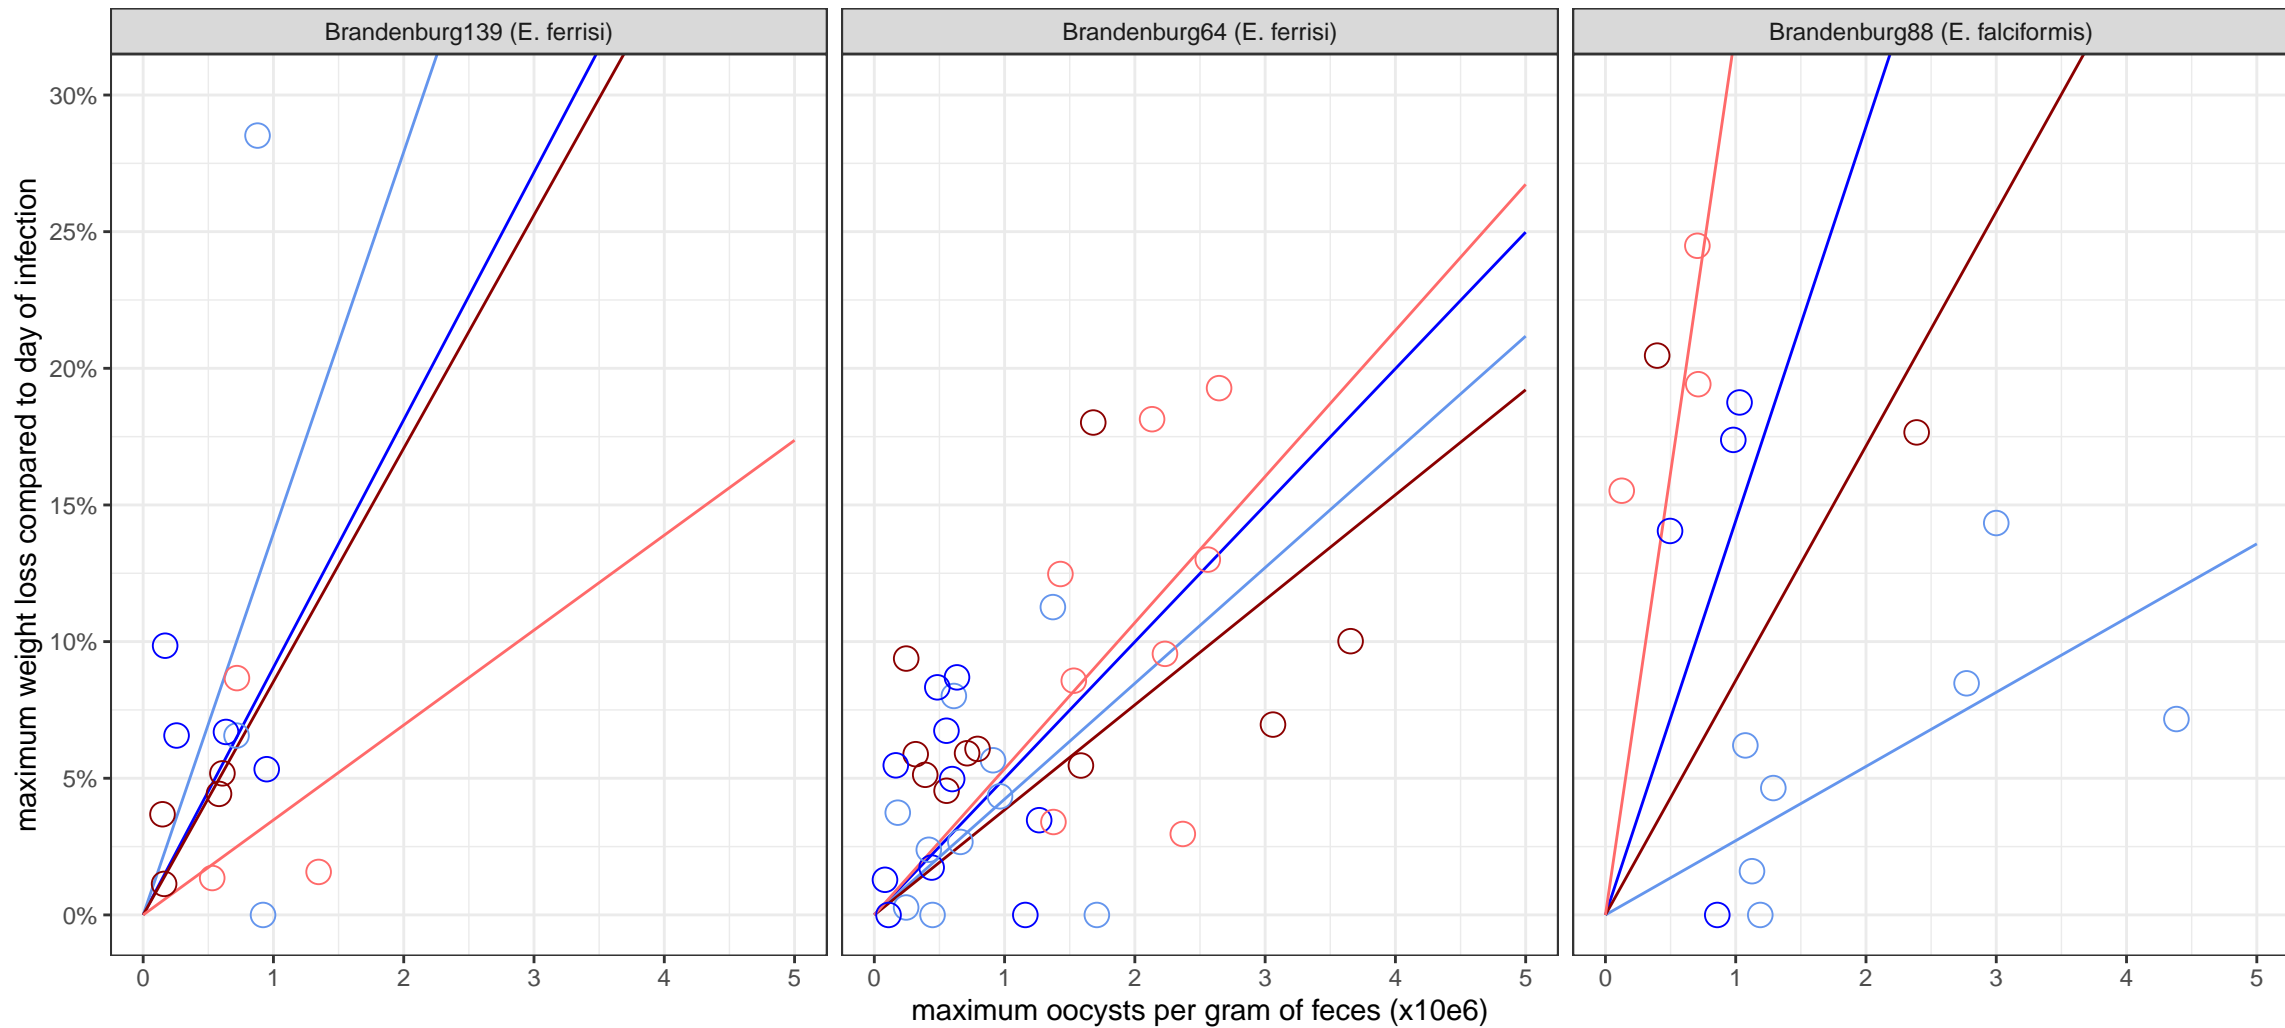 Brandenburg139 (E. ferrisi)
Brandenburg64 (E. ferrisi)
Brandenburg88 (E. falciformis)
maximum weight loss compared to day of infection
30%
25%
20%
15%
10%
5%
0%
0 1 2 3 4 5
0 1 2 3 4 5
0 1 2 3 4 5
maximum oocysts per gram of feces (x10e6)